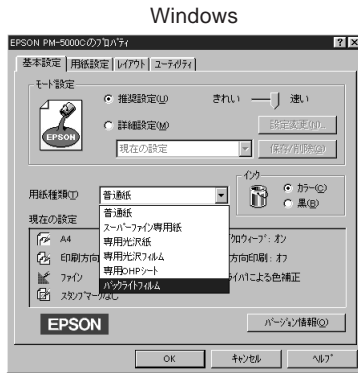 Windows
EPSON PM-5000Cのプロパティ
基本設定 用紙設定 レイアウト ユーティリティ
モード設定
推奨設定(U) きれい 速い
EPSON
詳細設定(M) 設定変更(N)...
現在の設定 保存/削除(Q)
インク
用紙種類(T) 普通紙 カラー(C)
黒(B)
普通紙
現在の設定
スーパーファイン専用紙
専用光沢紙
A4 クロウィーブ: オン
専用光沢フィルム
印刷方向 方向印刷: オフ
専用OHPシート
ファイン ライバによる色補正
バックライトフィルム
スタンプマークなし
EPSON バージョン情報(O)
OK キャンセル ヘルプ